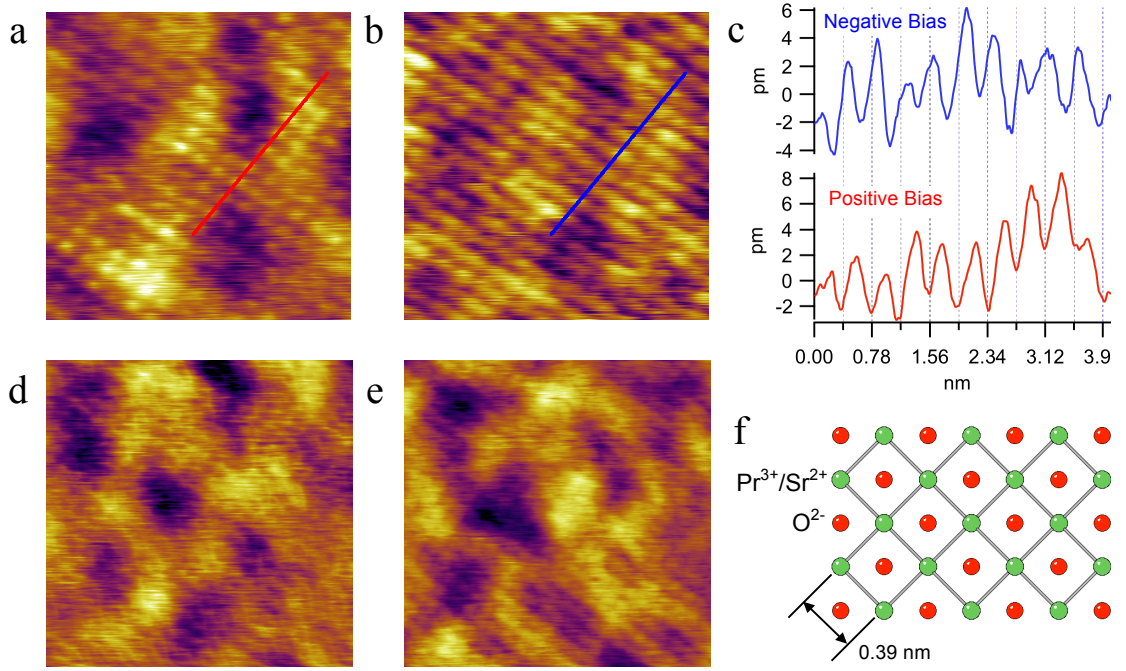 a
b
c
Negative Bias
6
4
2
0
-2
-4
pm
Positive Bias
8
6
4
2
0
-2
pm
0.00 0.78 1.56 2.34 3.12 3.9
nm
d
e
f
Pr³⁺/Sr²⁺
O²⁻
0.39 nm